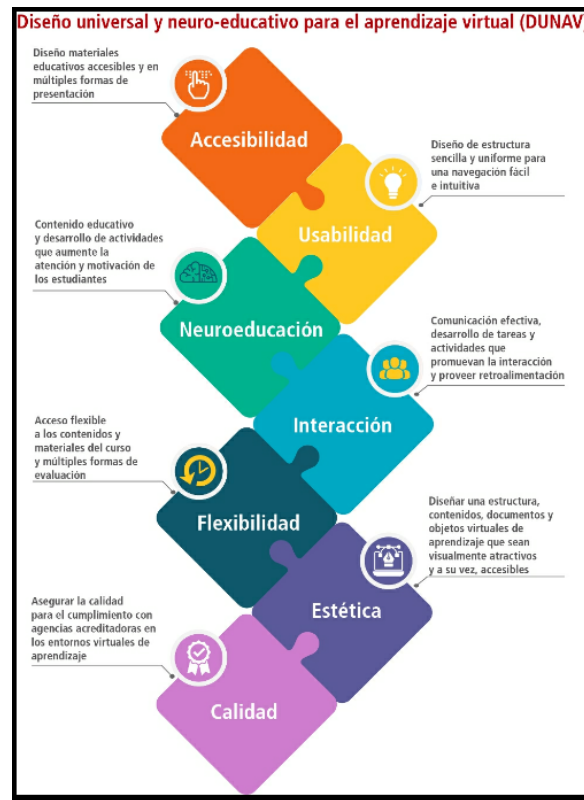 Diseño universal y neuro-educativo para el aprendizaje virtual (DUNAV)
Diseño materiales
educativos accesibles y en
múltiples formas de
presentación
Accesibilidad
Diseño de estructura
sencilla y uniforme para
una navegación fácil
e intuitiva
Usabilidad
Contenido educativo
y desarrollo de actividades
que aumente la
atención y motivación de
los estudiantes
Neuroeducación
Comunicación efectiva,
desarrollo de tareas y
actividades que
promuevan la interacción
y proveer retroalimentación
Interacción
Acceso flexible
a los contenidos y
materiales del curso
y múltiples formas de
evaluación
Flexibilidad
Diseñar una estructura,
contenidos, documentos y
objetos virtuales de
aprendizaje que sean
visualmente atractivos
y a su vez, accesibles
Estética
Asegurar la calidad
para el cumplimiento con
agencias acreditadoras en
los entornos virtuales de
aprendizaje
Calidad